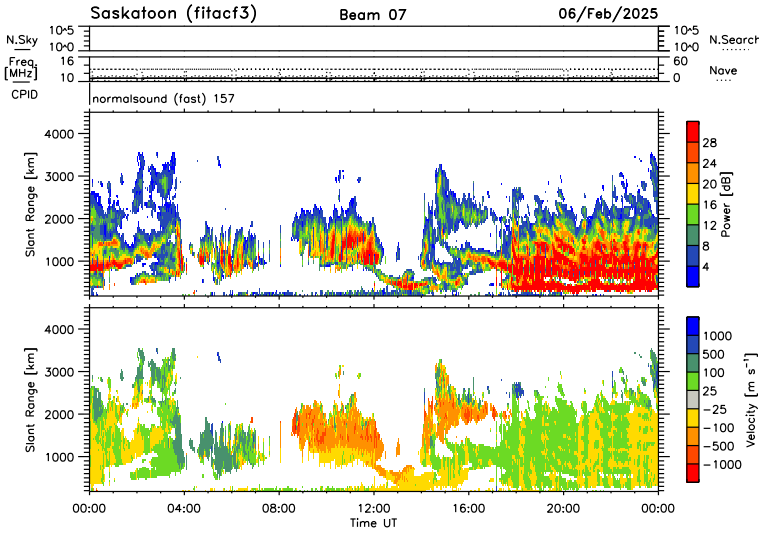 Saskatoon (fitacf3) Beam 07 06/Feb/2025
N.Sky 10^5 10^5 N.Search
10^0 10^0
Freq. 16 60 Nave
[MHz] 10 0
CPID normalsound (fast) 157
Slant Range [km]
4000
3000
2000
1000
28
24
20
16
12
8
4
Power [dB]
Slant Range [km]
4000
3000
2000
1000
1000
500
100
25
-25
-100
-500
-1000
Velocity [m s⁻¹]
00:00 04:00 08:00 12:00 16:00 20:00 00:00
Time UT